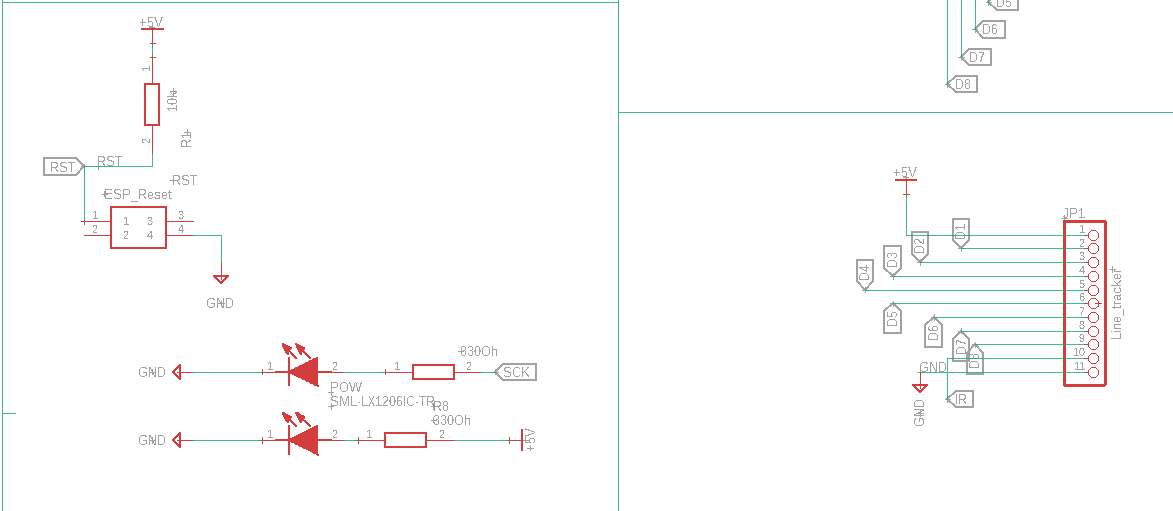 +5V
1
10k
2
R1
RST
RST
RST
ESP_Reset
1 1 3 3
2 2 4 4
GND
GND 1 2 1 2 SCK
330Oh
POW
SML-LX1206IC-TR
R8
330Oh
GND 1 2 1 2 +5V
D5
D6
D7
D8
+5V
JP1
D1
D2
D3
D4
D5
D6
D7
D8
1
2
3
4
5
6
7
8
9
10
11
Line_tracker
GND
GND
IR